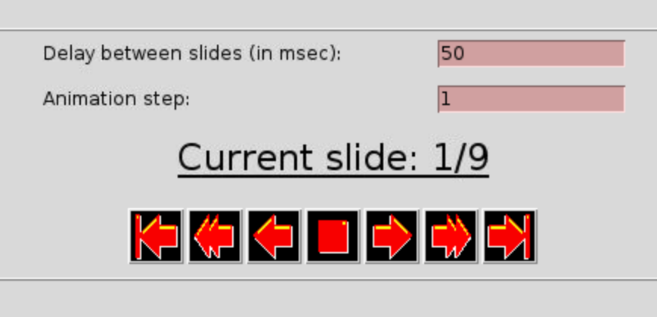 Delay between slides (in msec): 50
Animation step: 1
Current slide: 1/9